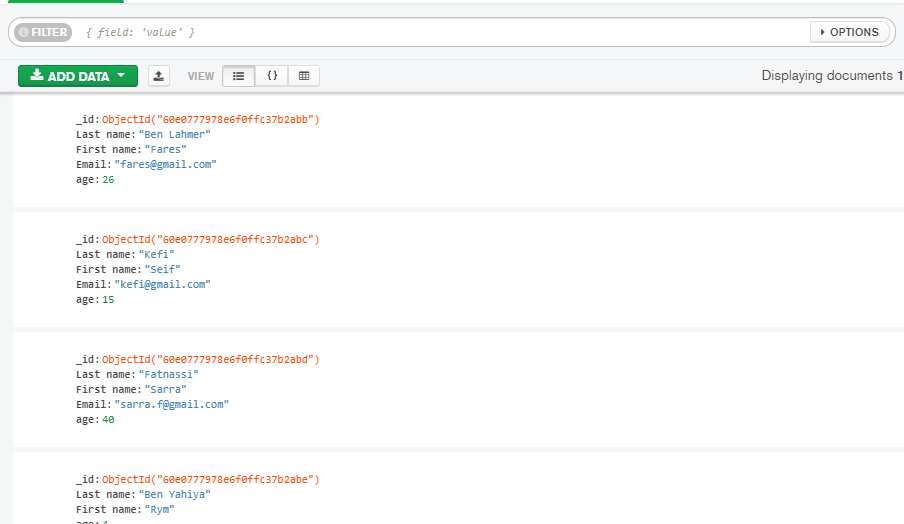 FILTER { field: 'value' } OPTIONS
ADD DATA VIEW {} Displaying documents 1
_id: ObjectId("60e0777978e6f0ffc37b2abb")
Last name: "Ben Lahmer"
First name: "Fares"
Email: "fares@gmail.com"
age: 26
_id: ObjectId("60e0777978e6f0ffc37b2abc")
Last name: "Kefi"
First name: "Seif"
Email: "kefi@gmail.com"
age: 15
_id: ObjectId("60e0777978e6f0ffc37b2abd")
Last name: "Fatnassi"
First name: "Sarra"
Email: "sarra.f@gmail.com"
age: 40
_id: ObjectId("60e0777978e6f0ffc37b2abe")
Last name: "Ben Yahiya"
First name: "Rym"
age: 4